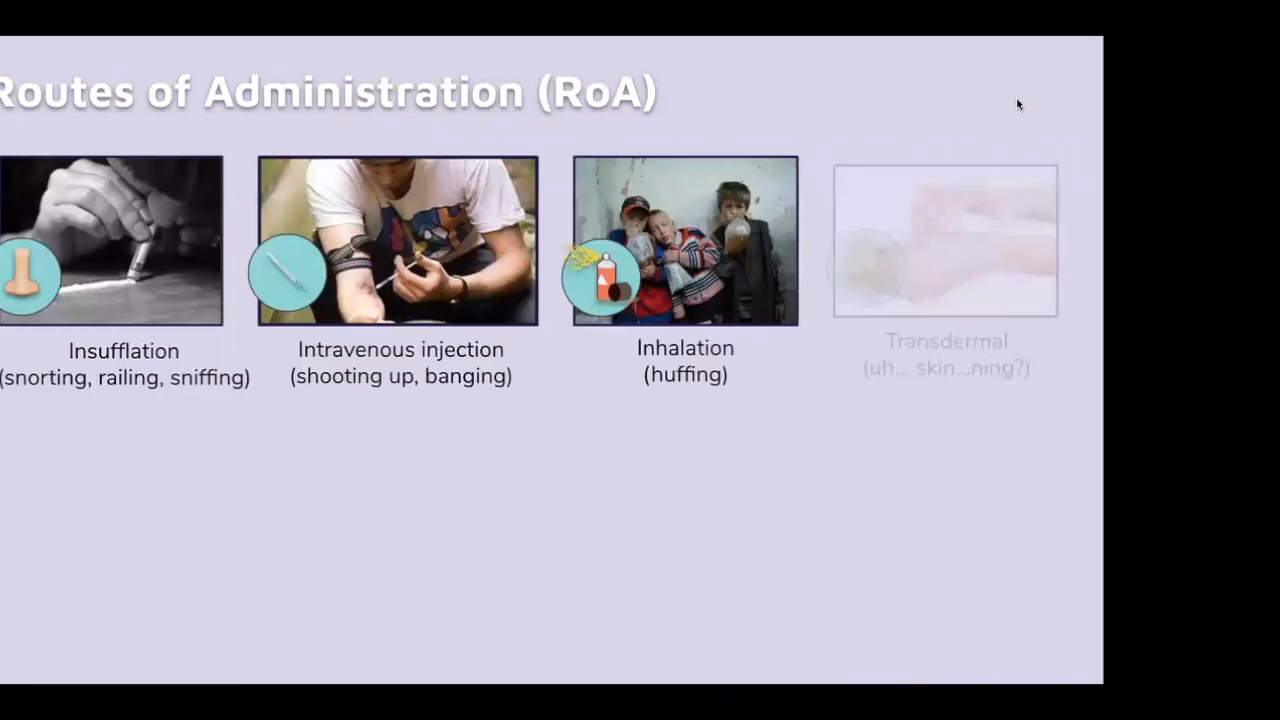 Routes of Administration (RoA)
Insufflation
(snorting, railing, sniffing)
Intravenous injection
(shooting up, banging)
Inhalation
(huffing)
Transdermal
(uh... skin...ning?)